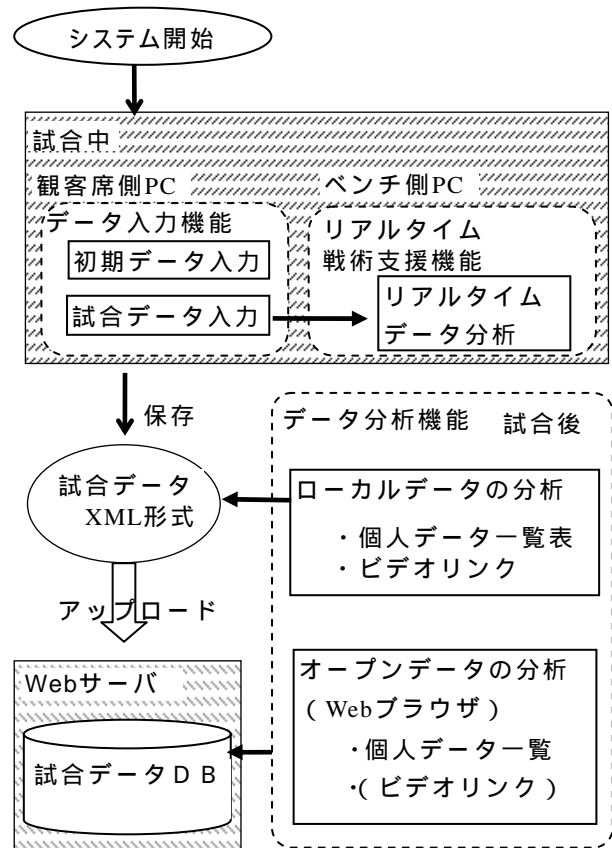 システム開始
試合中
観客席側PC
ベンチ側PC
データ入力機能
初期データ入力
試合データ入力
リアルタイム
戦術支援機能
リアルタイム
データ分析
保存
試合データ
XML形式
アップロード
Webサーバ
試合データＤＢ
データ分析機能 試合後
ローカルデータの分析
・個人データ一覧表
・ビデオリンク
オープンデータの分析
（Webブラウザ）
・個人データ一覧
・（ビデオリンク）